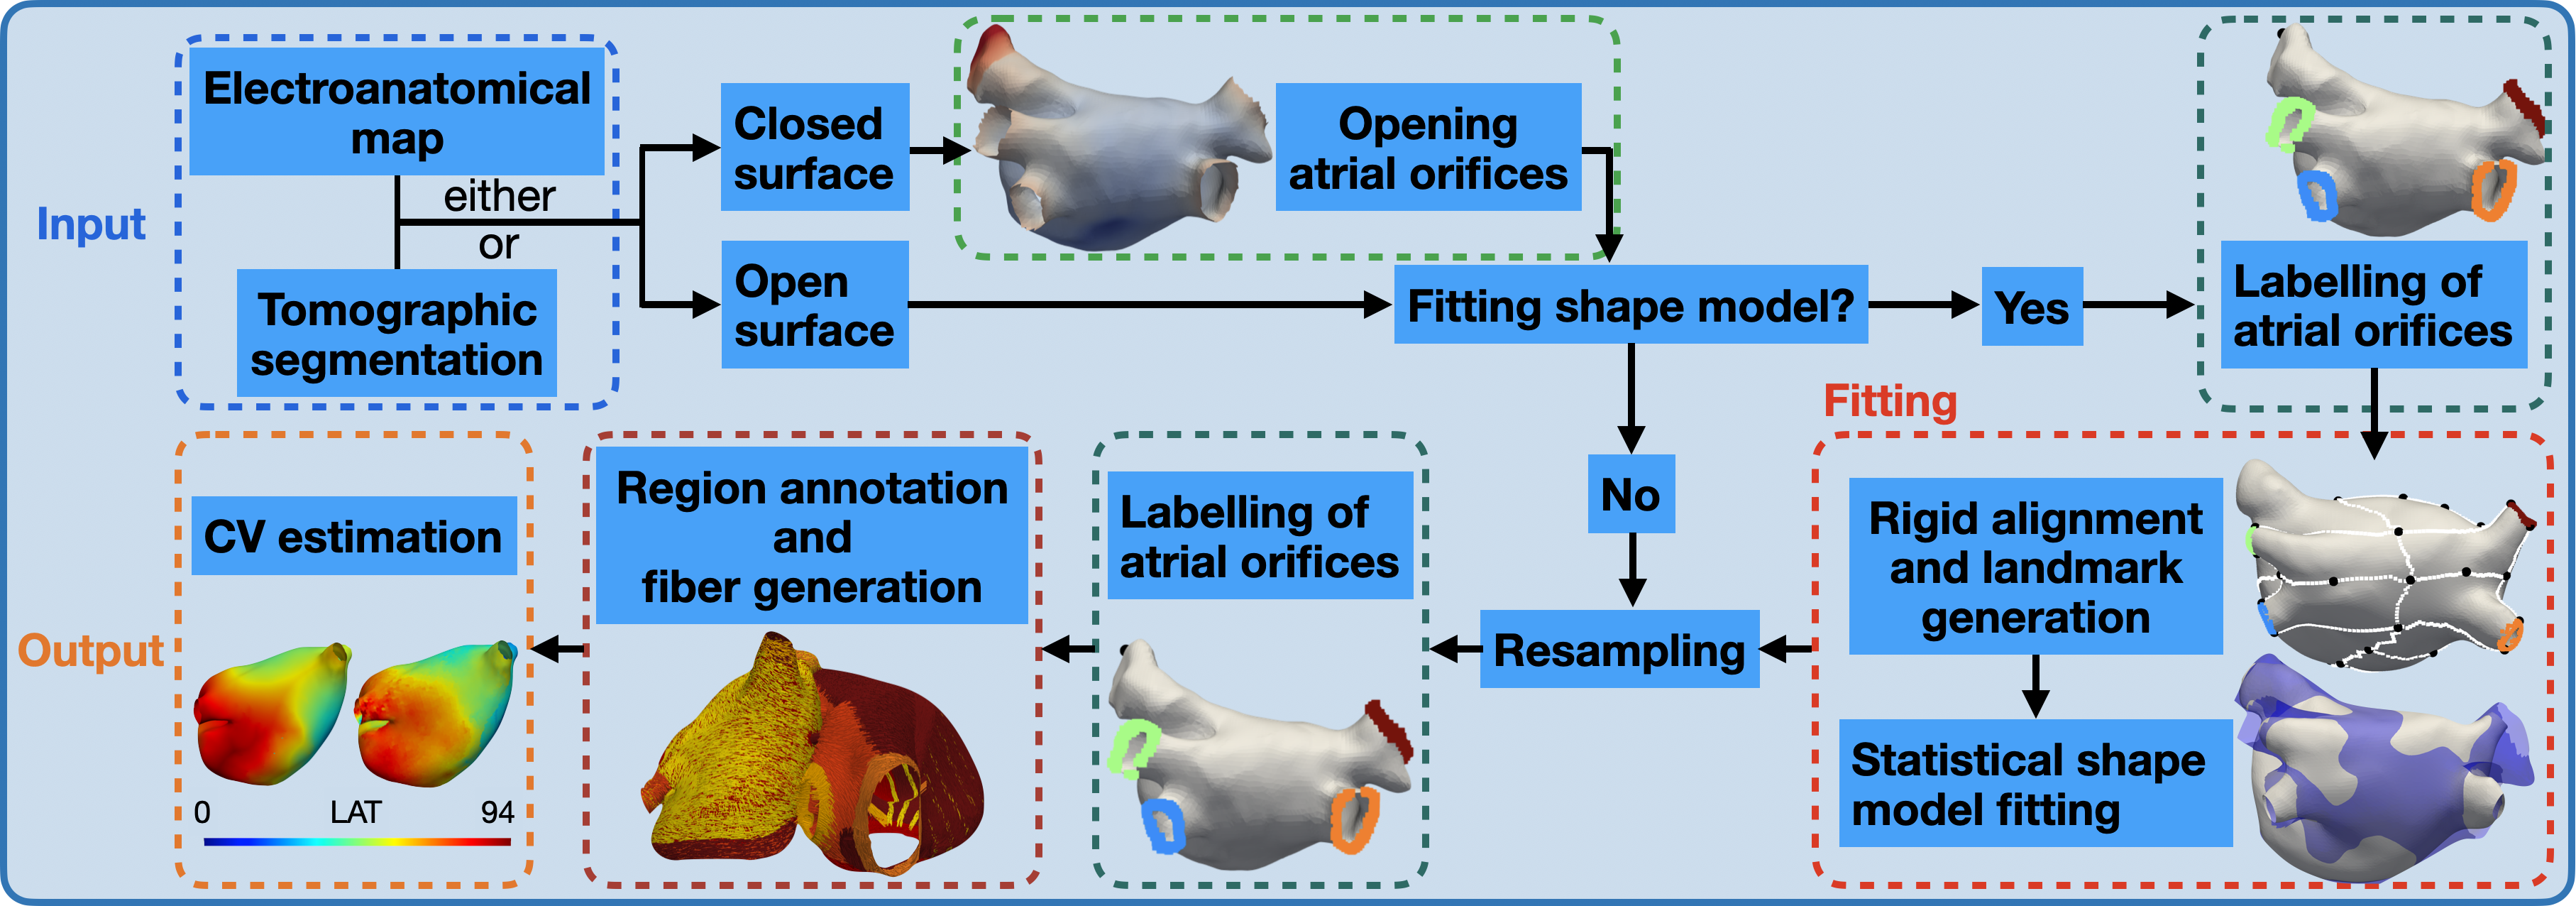 Input
Electroanatomical
map
either
or
Tomographic
segmentation
Closed
surface
Open
surface
Opening
atrial orifices
Fitting shape model?
Yes
Labelling of
atrial orifices
No
Fitting
Rigid alignment
and landmark
generation
Statistical shape
model fitting
Resampling
Labelling of
atrial orifices
Region annotation
and
fiber generation
Output
CV estimation
0 LAT 94